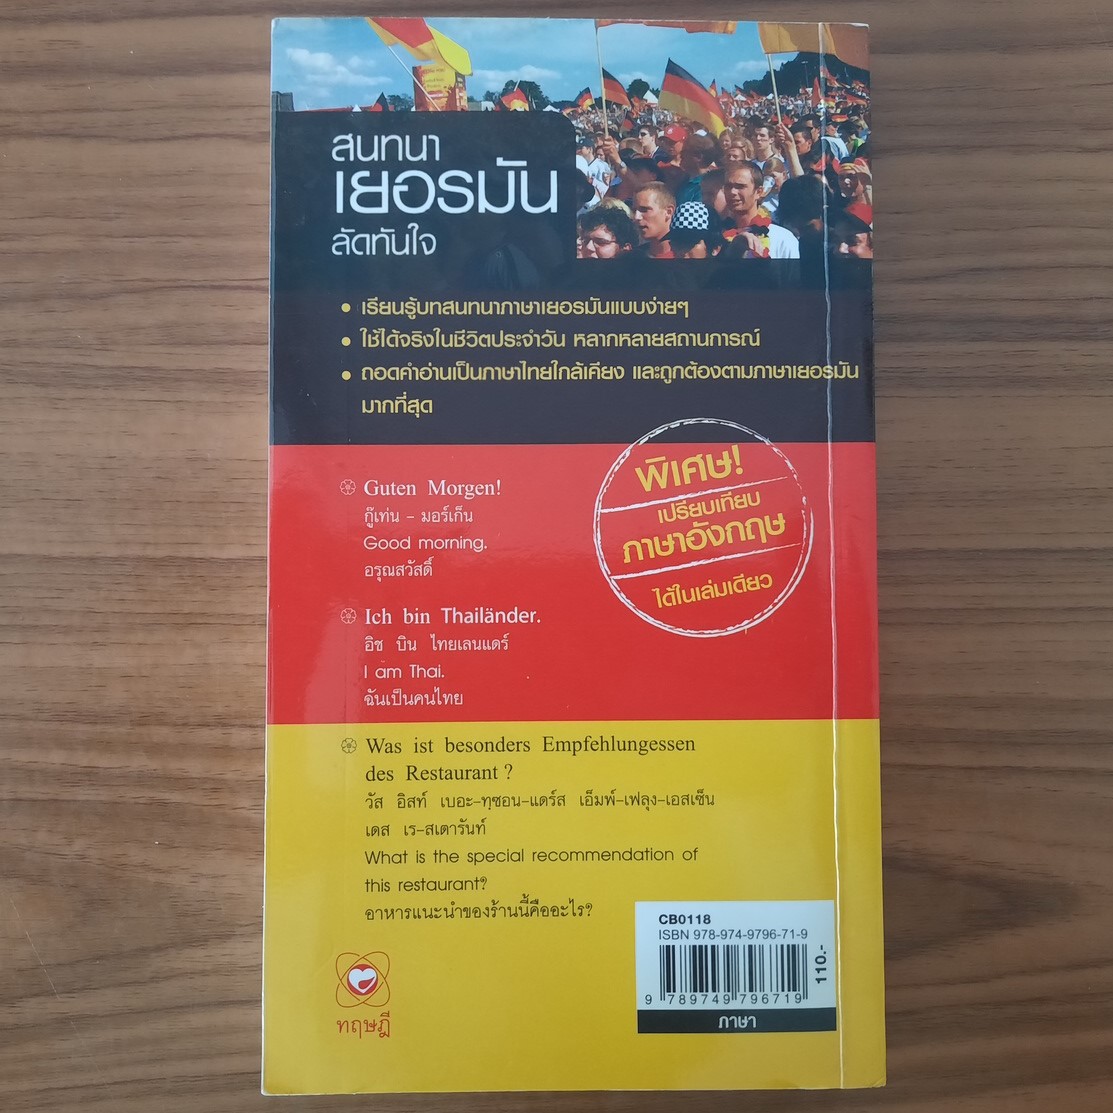 สนทนา
เยอรมัน
ลัดทันใจ
• เรียนรู้บทสนทนาภาษาเยอรมันแบบง่ายๆ
• ใช้ได้จริงในชีวิตประจำวัน หลากหลายสถานการณ์
• ถอดคำอ่านเป็นภาษาไทยใกล้เคียง และถูกต้องตามภาษาเยอรมัน
มากที่สุด
พิเศษ!
เปรียบเทียบ
ภาษาอังกฤษ
ได้ในเล่มเดียว
Guten Morgen!
กู๊เท่น – มอร์เก็น
Good morning.
อรุณสวัสดิ์
Ich bin Thailänder.
อิช บิน ไทยเลนแดร์
I am Thai.
ฉันเป็นคนไทย
Was ist besonders Empfehlungessen
des Restaurant ?
วัส อิสท์ เบอะ–ทฺซอน–แดร์ส เอ็มพ์–เฟลุง–เอสเซ็น
เดส เร–สเตารันท์
What is the special recommendation of
this restaurant?
อาหารแนะนำของร้านนี้คืออะไร?
ทฤษฎี
CB0118
ISBN 978-974-9796-71-9
110.-
9 789749 796719
ภาษา